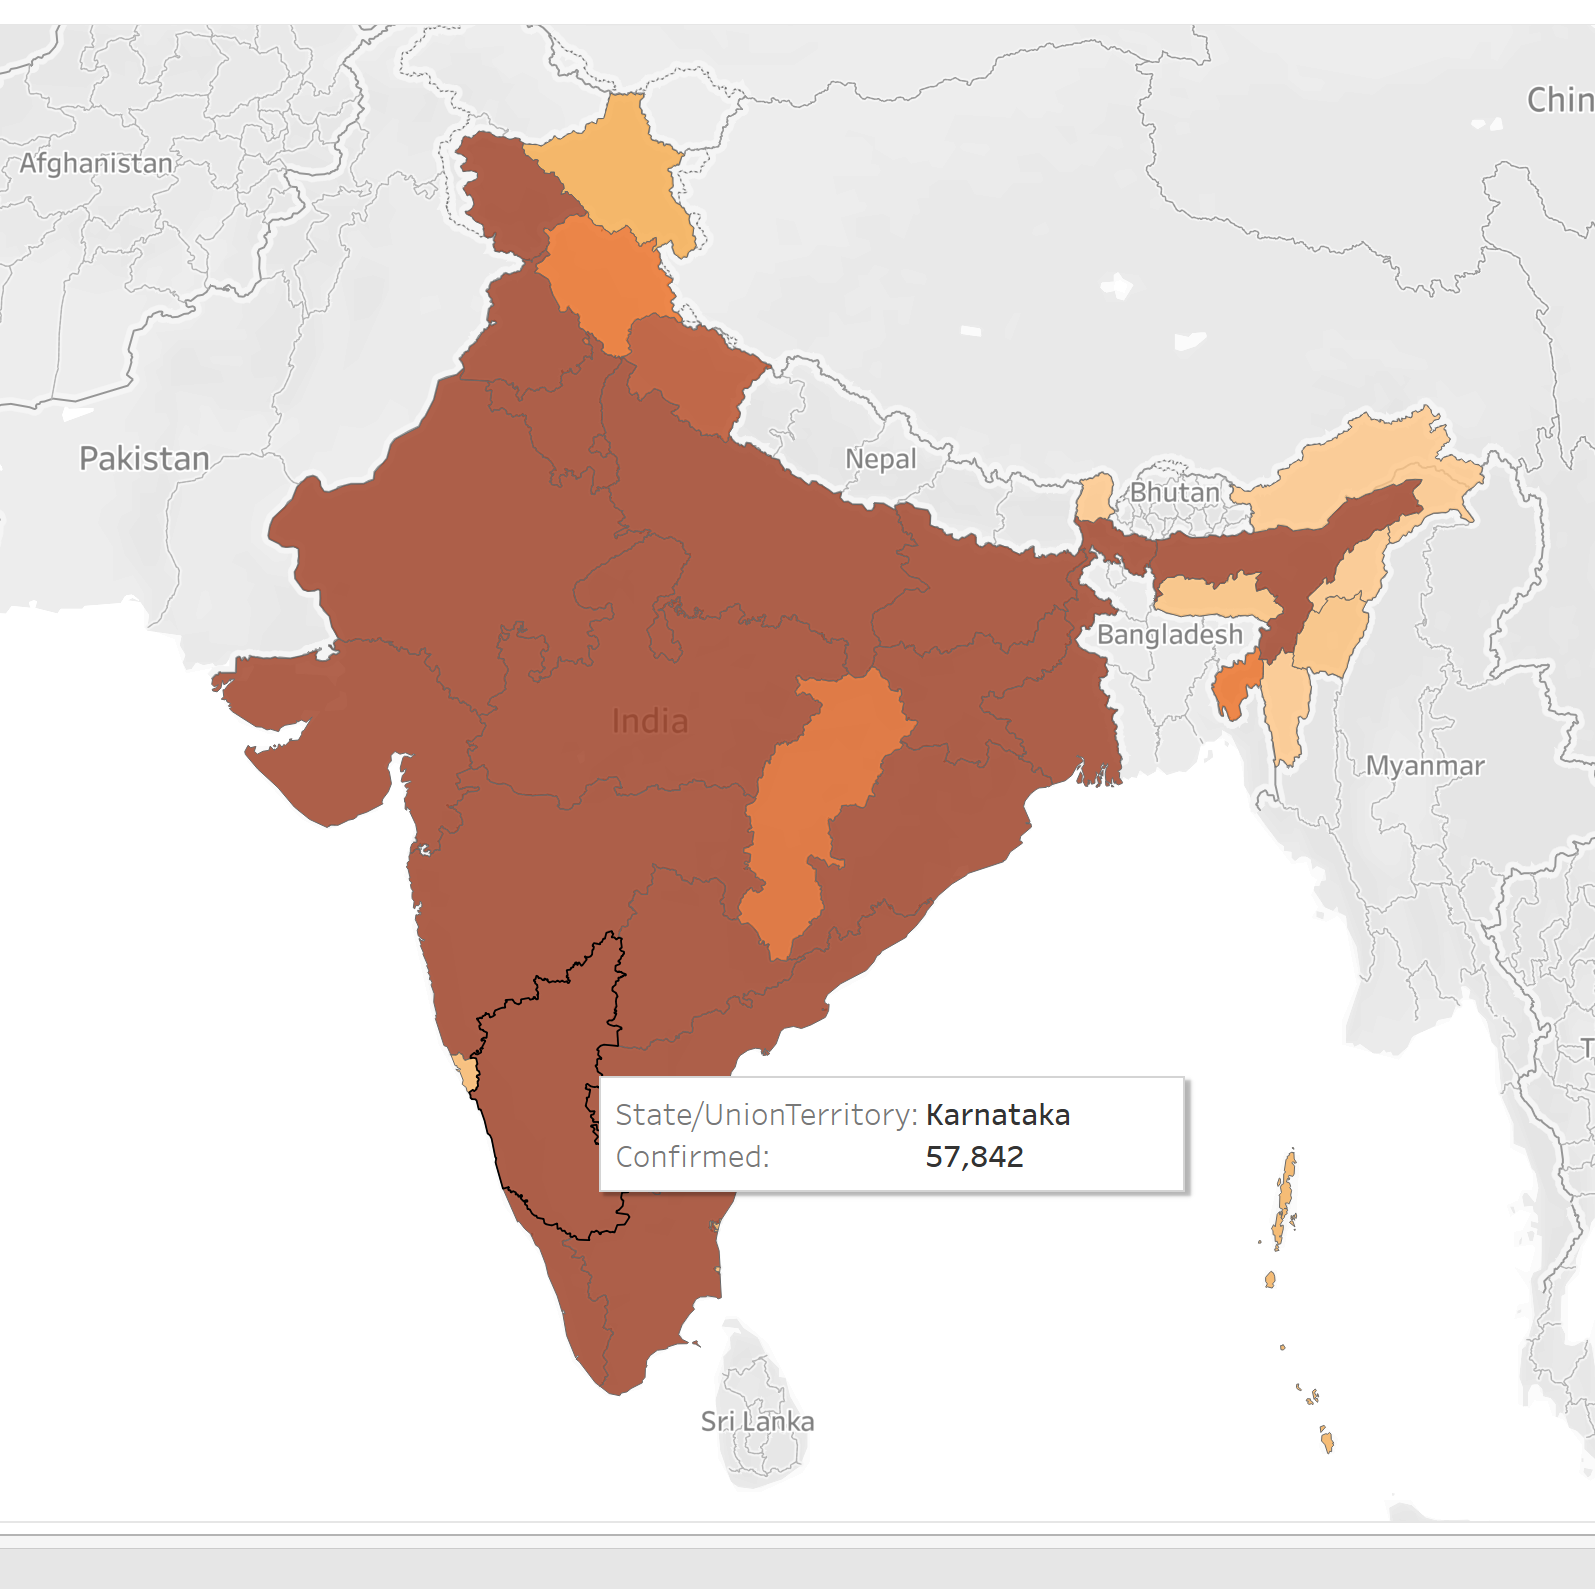 Chin
Afghanistan
Pakistan
Nepal
Bhutan
Bangladesh
India
Myanmar
T
State/UnionTerritory: Karnataka
Confirmed: 57,842
Sri Lanka